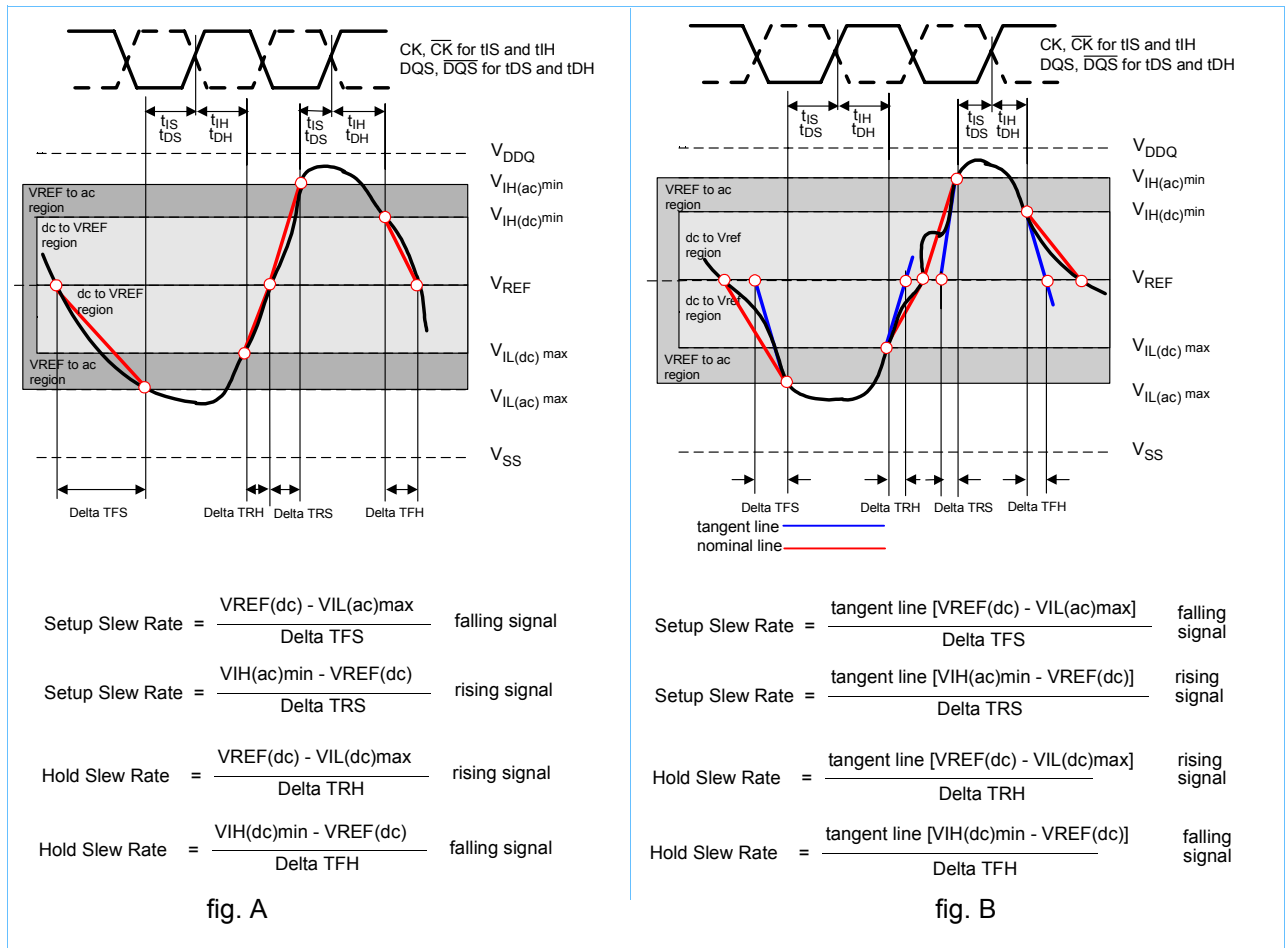 CK, CK for tIS and tIH
DQS, DQS for tDS and tDH
tIS
tDS
tIH
tDH
tIS
tDS
tIH
tDH
VDDQ
VIH(ac)min
VIH(dc)min
VREF
VIL(dc)max
VIL(ac)max
VSS
VREF to ac
region
dc to VREF
region
dc to VREF
region
VREF to ac
region
Delta TFS
Delta TRH
Delta TRS
Delta TFH
Setup Slew Rate = VREF(dc) - VIL(ac)max
Delta TFS
falling signal
Setup Slew Rate = VIH(ac)min - VREF(dc)
Delta TRS
rising signal
Hold Slew Rate = VREF(dc) - VIL(dc)max
Delta TRH
rising signal
Hold Slew Rate = VIH(dc)min - VREF(dc)
Delta TFH
falling signal
fig. A
CK, CK for tIS and tIH
DQS, DQS for tDS and tDH
tIS
tDS
tIH
tDH
tIS
tDS
tIH
tDH
VDDQ
VIH(ac)min
VIH(dc)min
VREF
VIL(dc)max
VIL(ac)max
VSS
VREF to ac
region
dc to Vref
region
dc to Vref
region
VREF to ac
region
Delta TFS
Delta TRH
Delta TRS
Delta TFH
tangent line
nominal line
Setup Slew Rate = tangent line [VREF(dc) - VIL(ac)max]
Delta TFS
falling
signal
Setup Slew Rate = tangent line [VIH(ac)min - VREF(dc)]
Delta TRS
rising
signal
Hold Slew Rate = tangent line [VREF(dc) - VIL(dc)max]
Delta TRH
rising
signal
Hold Slew Rate = tangent line [VIH(dc)min - VREF(dc)]
Delta TFH
falling
signal
fig. B